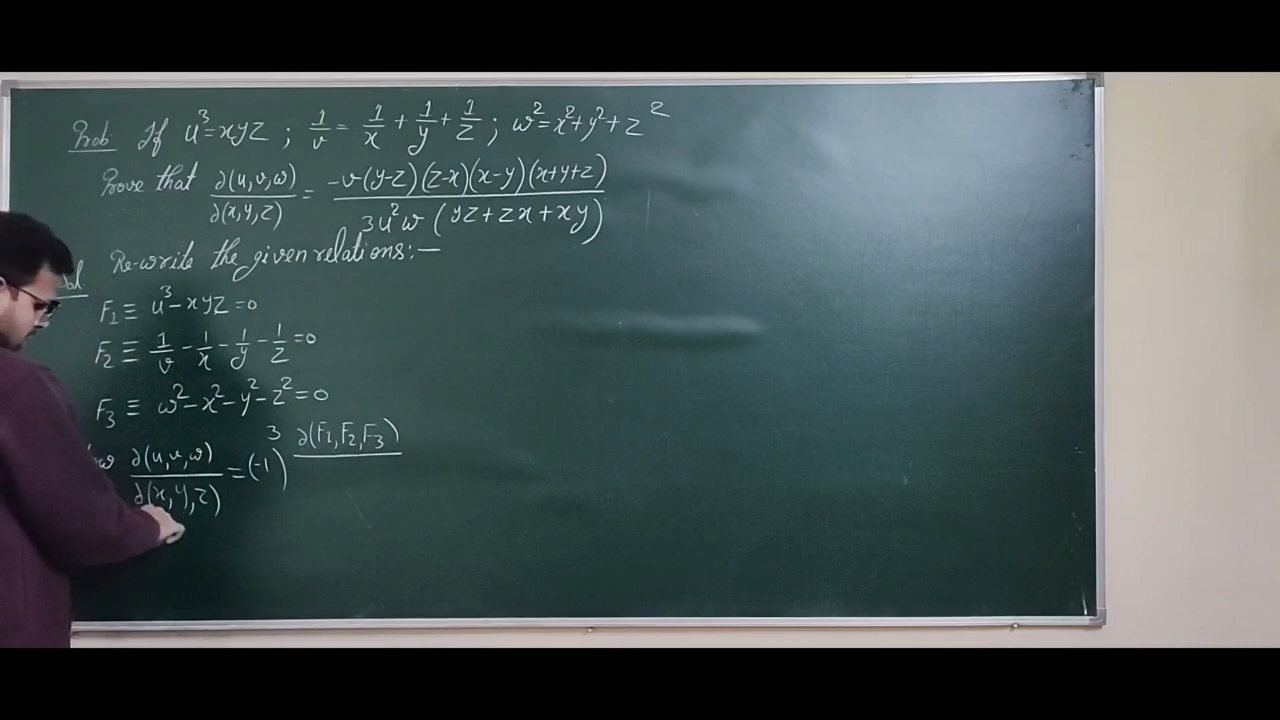 Prob. If u³=xyz ; 1/v = 1/x + 1/y + 1/z ; w²=x²+y²+z²
Prove that ∂(u,v,w)/∂(x,y,z) = -v(y-z)(z-x)(x-y)(x+y+z)/3u²w(yz+zx+xy)
Sol. Re-write the given relations:—
F₁ ≡ u³-xyz=0
F₂ ≡ 1/v - 1/x - 1/y - 1/z =0
F₃ ≡ w²-x²-y²-z²=0
∂(u,v,w)/∂(x,y,z) = (-1)³ ∂(F₁,F₂,F₃)